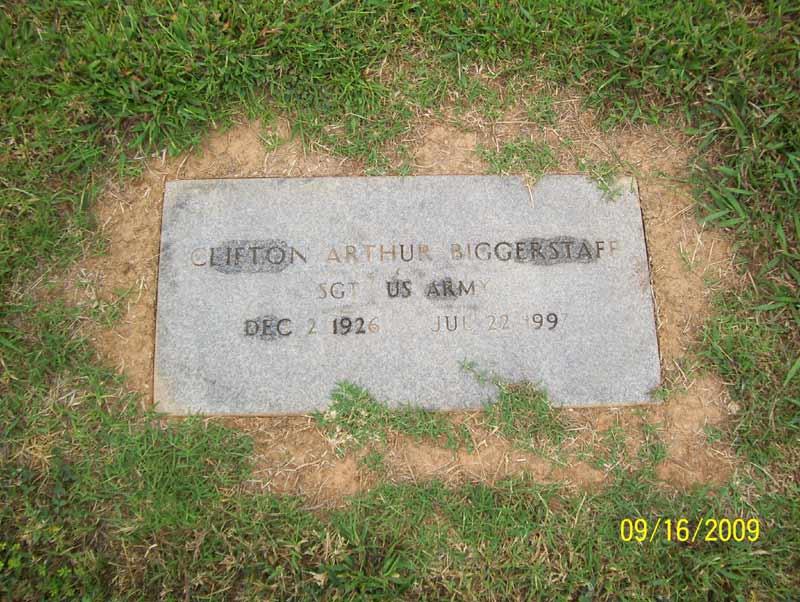 CLIFTON ARTHUR BIGGERSTAFF
SGT US ARMY
DEC 2 1926 JUL 22 1997
09/16/2009